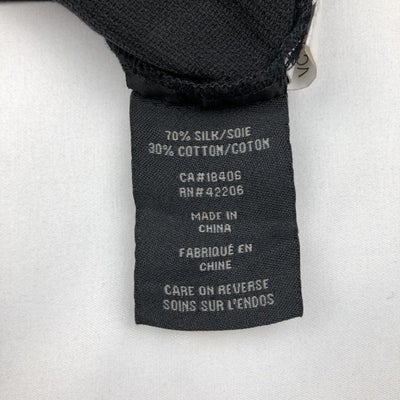 70% SILK/SOIE
30% COTTON/COTON
CA#18406
RN#42206
MADE IN
CHINA
FABRIQUÉ EN
CHINE
CARE ON REVERSE
SOINS SUR L'ENDOS